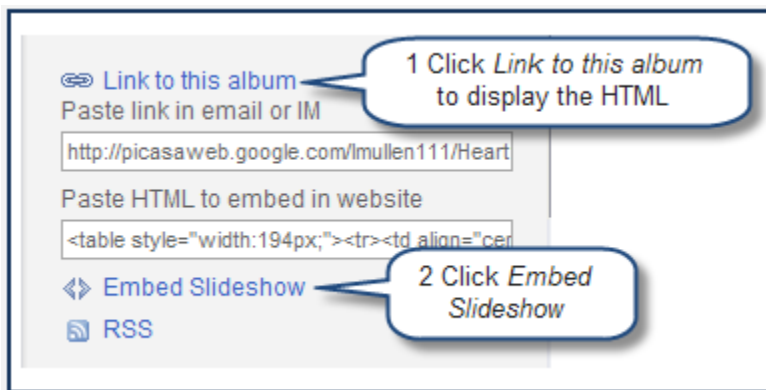 Link to this album
1 Click Link to this album
to display the HTML
Paste link in email or IM
http://picasaweb.google.com/lmullen111/Heart
Paste HTML to embed in website
<table style="width:194px;"><tr><td align="cer
Embed Slideshow
2 Click Embed
Slideshow
RSS